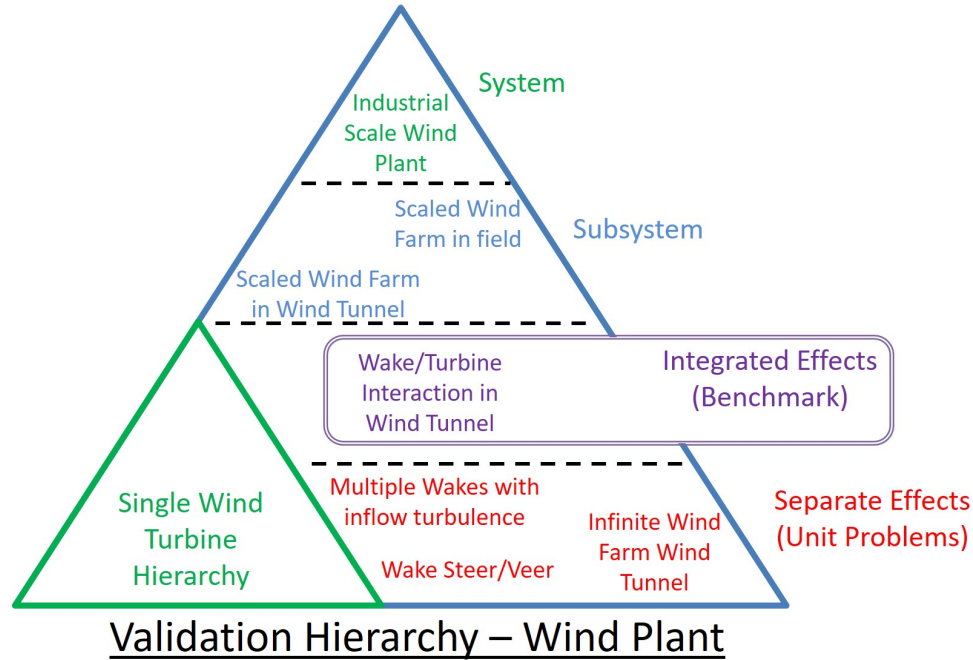 System
Industrial
Scale Wind
Plant
Scaled Wind
Farm in field
Subsystem
Scaled Wind Farm
in Wind Tunnel
Wake/Turbine
Interaction in
Wind Tunnel
Integrated Effects
(Benchmark)
Single Wind
Turbine
Hierarchy
Multiple Wakes with
inflow turbulence
Wake Steer/Veer
Infinite Wind
Farm Wind
Tunnel
Separate Effects
(Unit Problems)
Validation Hierarchy – Wind Plant